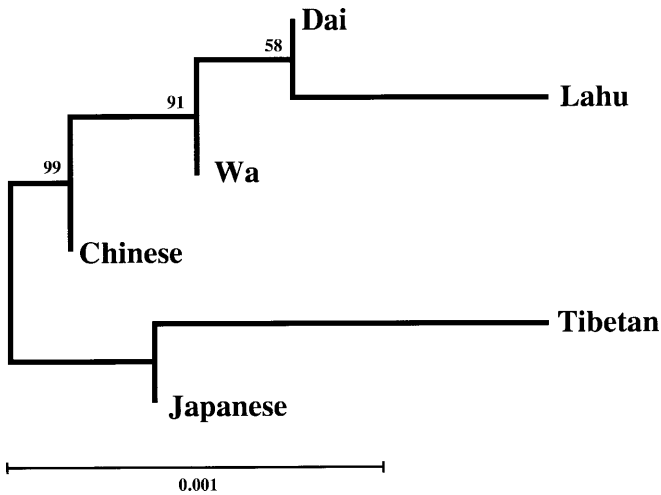 Dai
58
Lahu
91
Wa
99
Chinese
Tibetan
Japanese
0.001